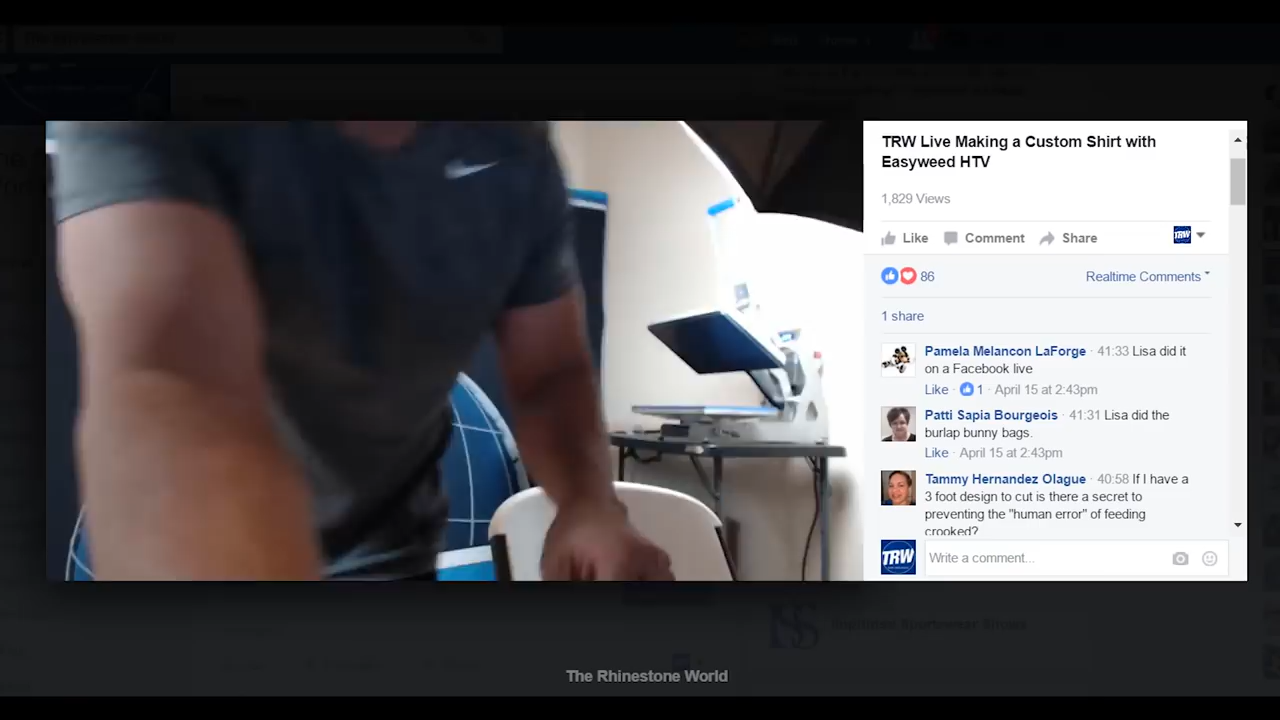 TRW Live Making a Custom Shirt with
Easyweed HTV
1,829 Views
Like Comment Share TRW
86 Realtime Comments
1 share
Pamela Melancon LaForge · 41:33 Lisa did it
on a Facebook live
Like · 1 · April 15 at 2:43pm
Patti Sapia Bourgeois · 41:31 Lisa did the
burlap bunny bags.
Like · April 15 at 2:43pm
Tammy Hernandez Olague · 40:58 If I have a
3 foot design to cut is there a secret to
preventing the "human error" of feeding
crooked?
TRW Write a comment...
The Rhinestone World